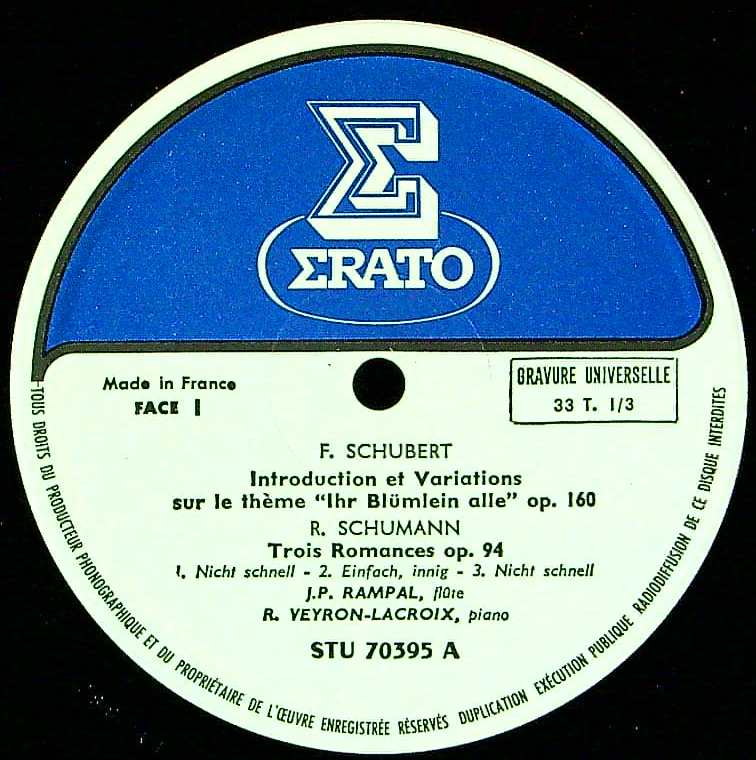 Σ
ΣRATO
Made in France
FACE 1
GRAVURE UNIVERSELLE
33 T. 1/3
F. SCHUBERT
Introduction et Variations
sur le thème “Ihr Blümlein alle” op. 160
R. SCHUMANN
Trois Romances op. 94
1. Nicht schnell - 2. Einfach, innig - 3. Nicht schnell
J.P. RAMPAL, flûte
R. VEYRON-LACROIX, piano
STU 70395 A
-TOUS DROITS DU PRODUCTEUR PHONOGRAPHIQUE ET DU PROPRIÉTAIRE DE L'ŒUVRE ENREGISTRÉE RÉSERVÉS DUPLICATION EXÉCUTION PUBLIQUE RADIODIFFUSION DE CE DISQUE INTERDITES